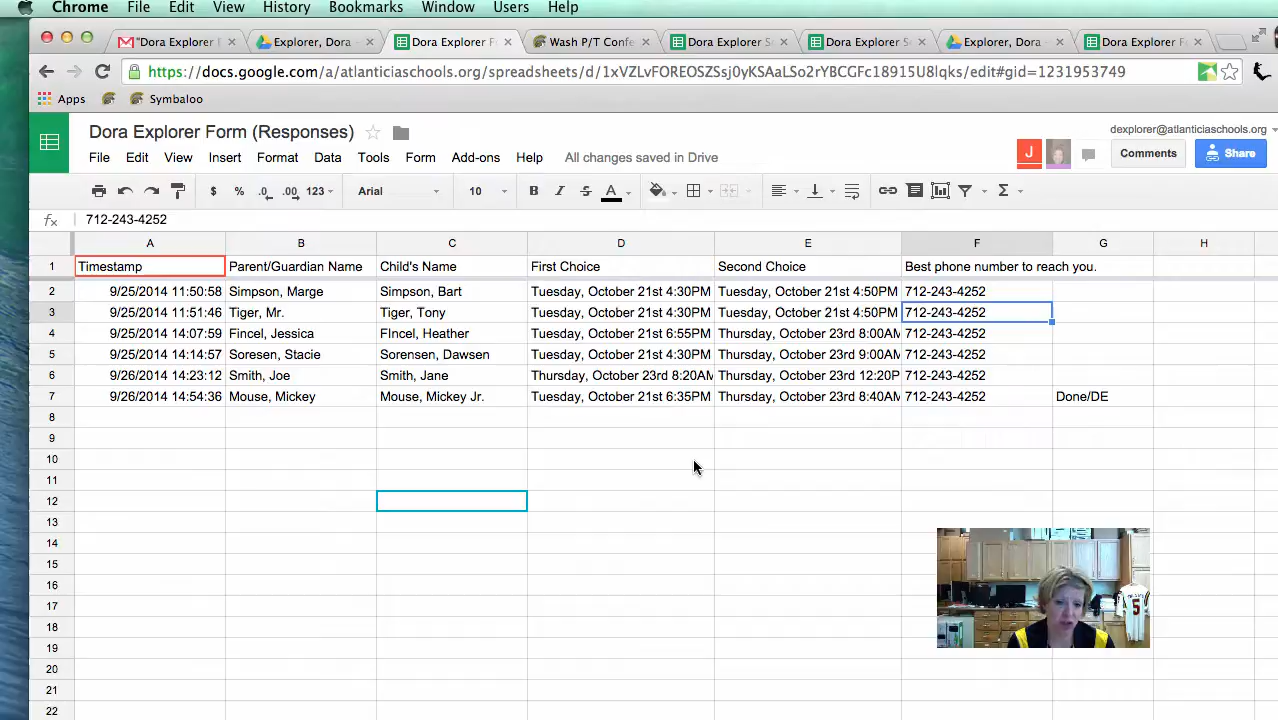 Chrome File Edit View History Bookmarks Window Users Help
"Dora Explorer Explorer, Dora Dora Explorer F Wash P/T Confe Dora Explorer S Dora Explorer S Explorer, Dora Dora Explorer F
https://docs.google.com/a/atlanticiaschools.org/spreadsheets/d/1xVZLvFOREOSZSsj0yKSAaLSo2rYBCGFc18915U8lqks/edit#gid=1231953749
Apps Symbaloo
Dora Explorer Form (Responses)
dexplorer@atlanticiaschools.org
File Edit View Insert Format Data Tools Form Add-ons Help All changes saved in Drive
J Comments Share
$ % .0 .00 123 Arial 10 B I S A Σ
fx 712-243-4252
A B C D E F G H
1 Timestamp Parent/Guardian Name Child's Name First Choice Second Choice Best phone number to reach you.
2 9/25/2014 11:50:58 Simpson, Marge Simpson, Bart Tuesday, October 21st 4:30PM Tuesday, October 21st 4:50PM 712-243-4252
3 9/25/2014 11:51:46 Tiger, Mr. Tiger, Tony Tuesday, October 21st 4:30PM Tuesday, October 21st 4:50PM 712-243-4252
4 9/25/2014 14:07:59 Fincel, Jessica FIncel, Heather Tuesday, October 21st 6:55PM Thursday, October 23rd 8:00AM 712-243-4252
5 9/25/2014 14:14:57 Soresen, Stacie Sorensen, Dawsen Tuesday, October 21st 4:30PM Thursday, October 23rd 9:00AM 712-243-4252
6 9/26/2014 14:23:12 Smith, Joe Smith, Jane Thursday, October 23rd 8:20AM Thursday, October 23rd 12:20P 712-243-4252
7 9/26/2014 14:54:36 Mouse, Mickey Mouse, Mickey Jr. Tuesday, October 21st 6:35PM Thursday, October 23rd 8:40AM 712-243-4252 Done/DE
8
9
10
11
12
13
14
15
16
17
18
19
20
21
22
5